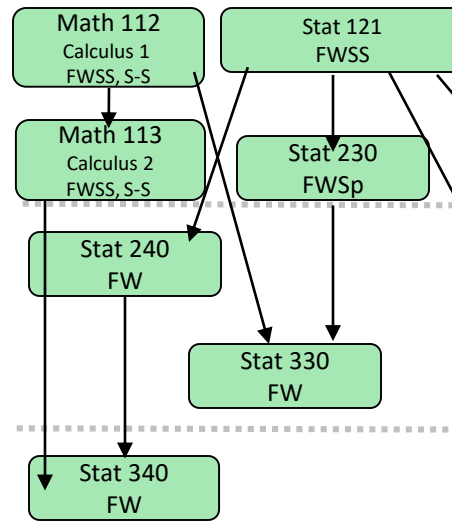 Math 112
Calculus 1
FWSS, S-S
Stat 121
FWSS
Math 113
Calculus 2
FWSS, S-S
Stat 230
FWSp
Stat 240
FW
Stat 330
FW
Stat 340
FW